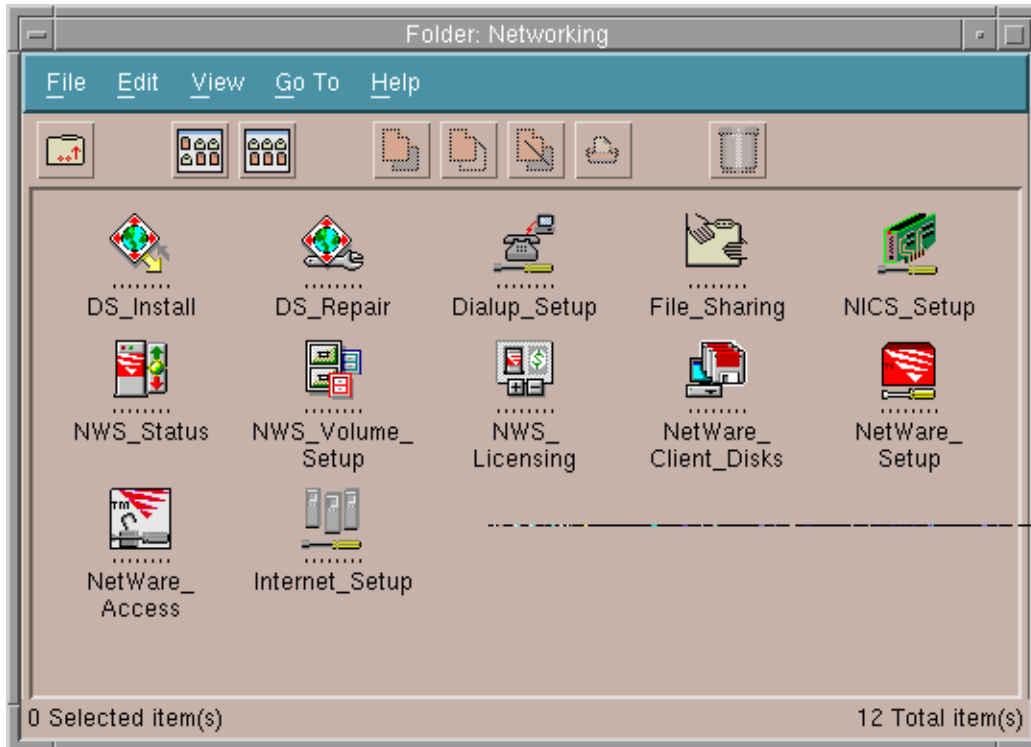 Folder: Networking
File Edit View Go To Help
DS_Install DS_Repair Dialup_Setup File_Sharing NICS_Setup
NWS_Status NWS_Volume_ NWS_ NetWare_ NetWare_
Setup Licensing Client_Disks Setup
NetWare_ Internet_Setup
Access
0 Selected item(s) 12 Total item(s)